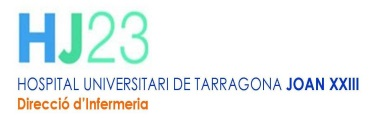 HJ23
HOSPITAL UNIVERSITARI DE TARRAGONA JOAN XXIII
Direcció d'Infermeria